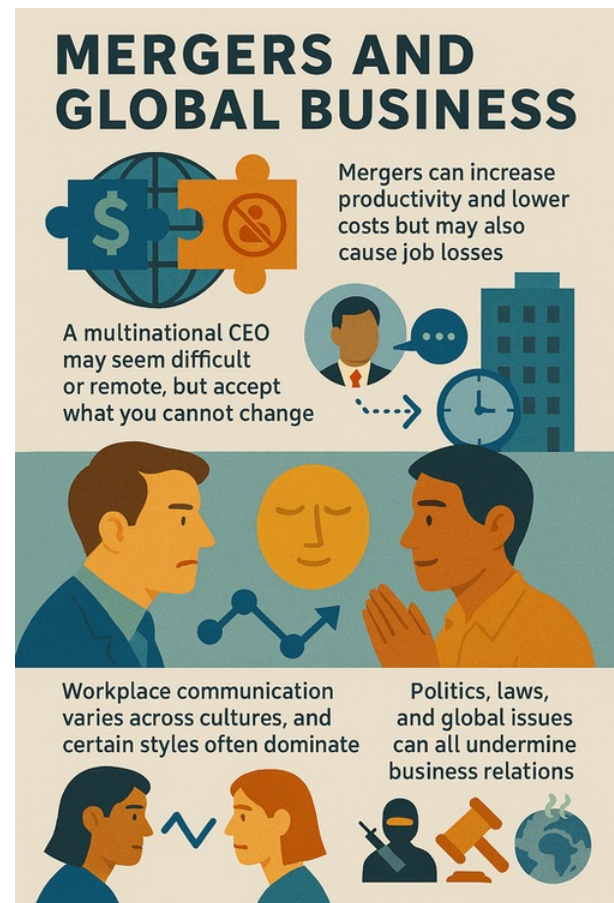 MERGERS AND
GLOBAL BUSINESS
Mergers can increase
productivity and lower
costs but may also
cause job losses
$
A multinational CEO
may seem difficult
or remote, but accept
what you cannot change
Workplace communication
varies across cultures, and
certain styles often dominate
Politics, laws,
and global issues
can all undermine
business relations